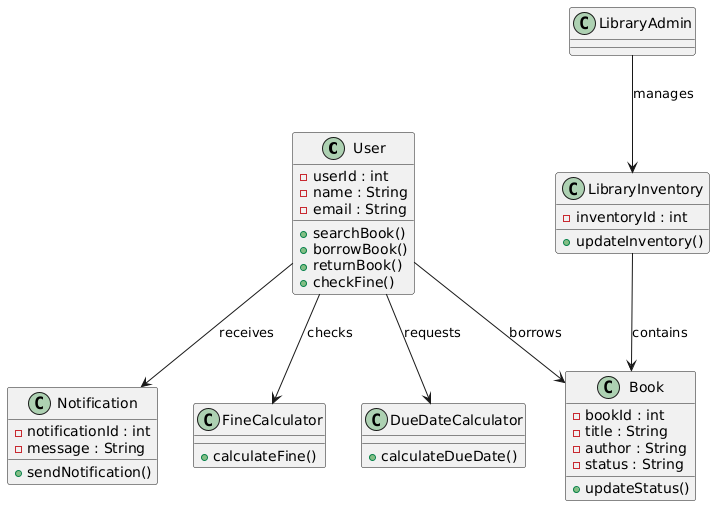 C LibraryAdmin
manages
C User
userId : int
name : String
email : String
searchBook()
borrowBook()
returnBook()
checkFine()
C LibraryInventory
inventoryId : int
updateInventory()
receives
checks
requests
borrows
contains
C Notification
notificationId : int
message : String
sendNotification()
C FineCalculator
calculateFine()
C DueDateCalculator
calculateDueDate()
C Book
bookId : int
title : String
author : String
status : String
updateStatus()